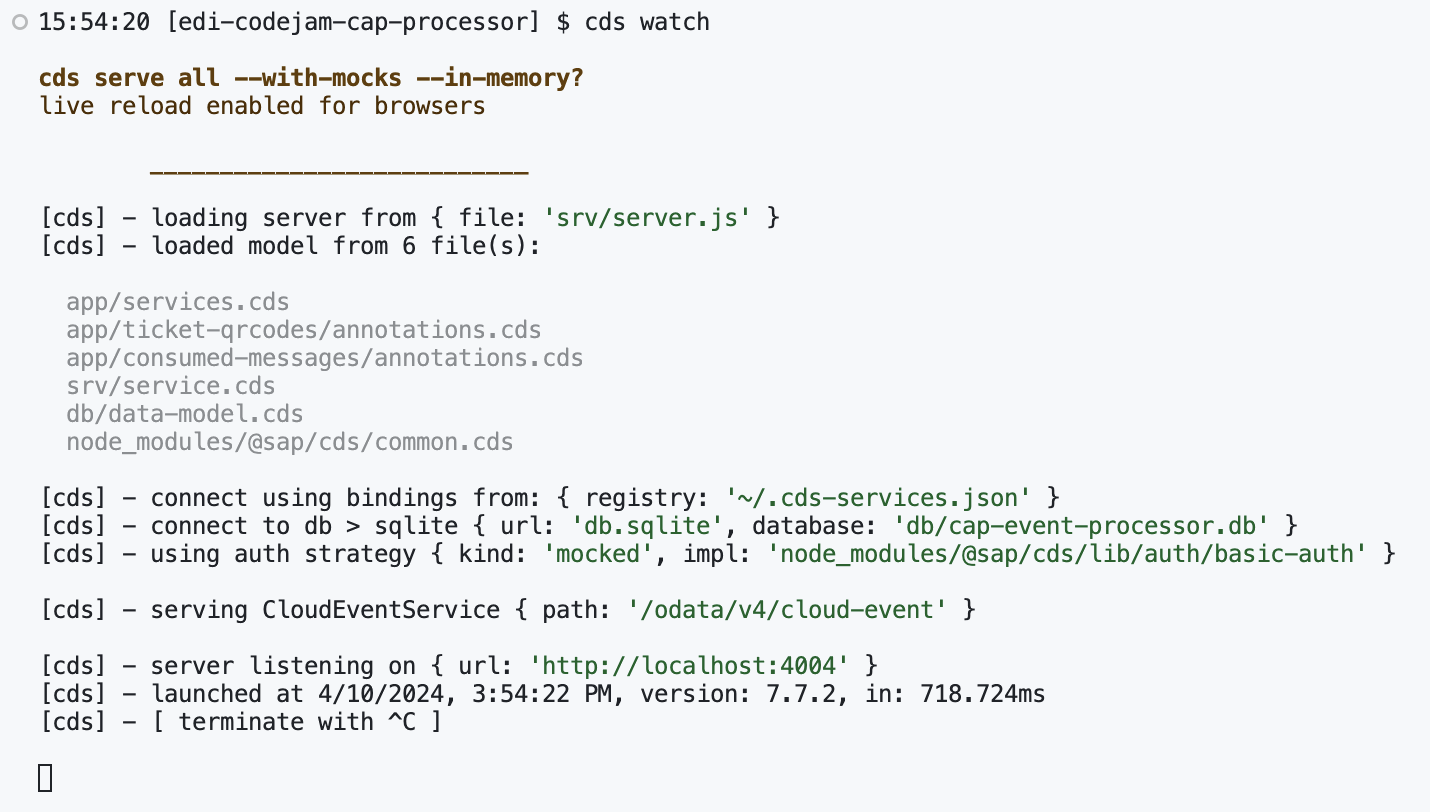 15:54:20 [edi-codejam-cap-processor] $ cds watch
cds serve all --with-mocks --in-memory?
live reload enabled for browsers
___________________________
[cds] - loading server from { file: 'srv/server.js' }
[cds] - loaded model from 6 file(s):
app/services.cds
app/ticket-qrcodes/annotations.cds
app/consumed-messages/annotations.cds
srv/service.cds
db/data-model.cds
node_modules/@sap/cds/common.cds
[cds] - connect using bindings from: { registry: '~/.cds-services.json' }
[cds] - connect to db > sqlite { url: 'db.sqlite', database: 'db/cap-event-processor.db' }
[cds] - using auth strategy { kind: 'mocked', impl: 'node_modules/@sap/cds/lib/auth/basic-auth' }
[cds] - serving CloudEventService { path: '/odata/v4/cloud-event' }
[cds] - server listening on { url: 'http://localhost:4004' }
[cds] - launched at 4/10/2024, 3:54:22 PM, version: 7.7.2, in: 718.724ms
[cds] - [ terminate with ^C ]